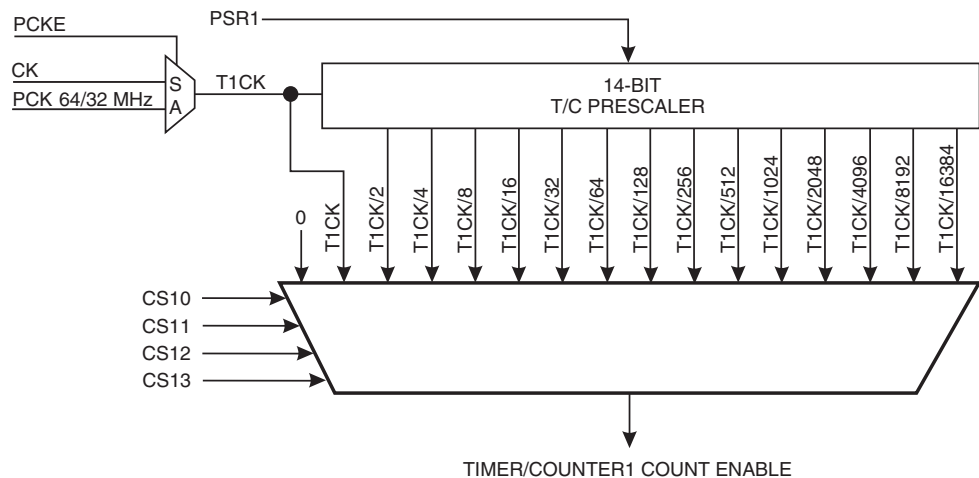 PSR1
PCKE
CK
PCK 64/32 MHz
S
A
T1CK
14-BIT
T/C PRESCALER
0
T1CK
T1CK/2
T1CK/4
T1CK/8
T1CK/16
T1CK/32
T1CK/64
T1CK/128
T1CK/256
T1CK/512
T1CK/1024
T1CK/2048
T1CK/4096
T1CK/8192
T1CK/16384
CS10
CS11
CS12
CS13
TIMER/COUNTER1 COUNT ENABLE